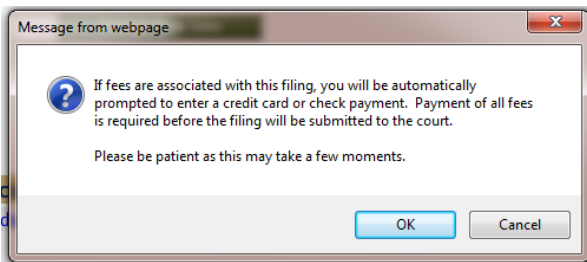 Message from webpage
X
If fees are associated with this filing, you will be automatically
prompted to enter a credit card or check payment. Payment of all fees
is required before the filing will be submitted to the court.
Please be patient as this may take a few moments.
OK Cancel